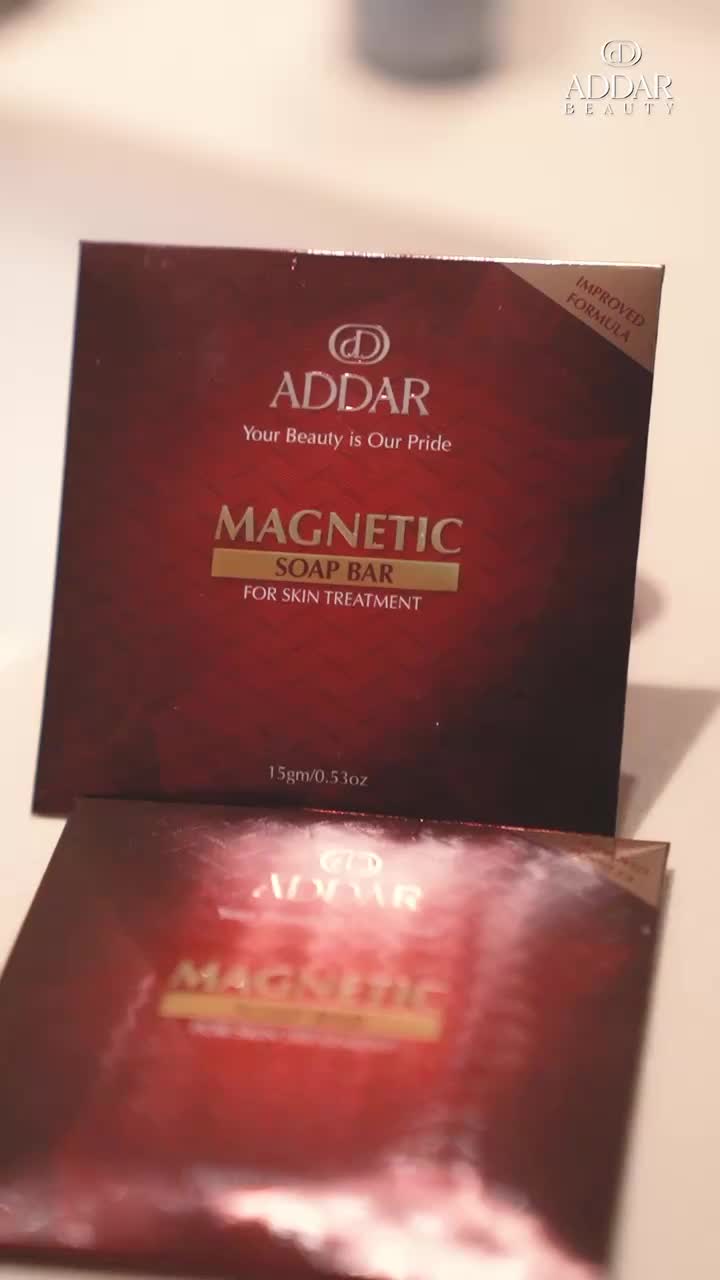 ADDAR
BEAUTY
IMPROVED
FORMULA
ADDAR
Your Beauty is Our Pride
MAGNETIC
SOAP BAR
FOR SKIN TREATMENT
15gm/0.53oz
ADDAR
MAGNETIC